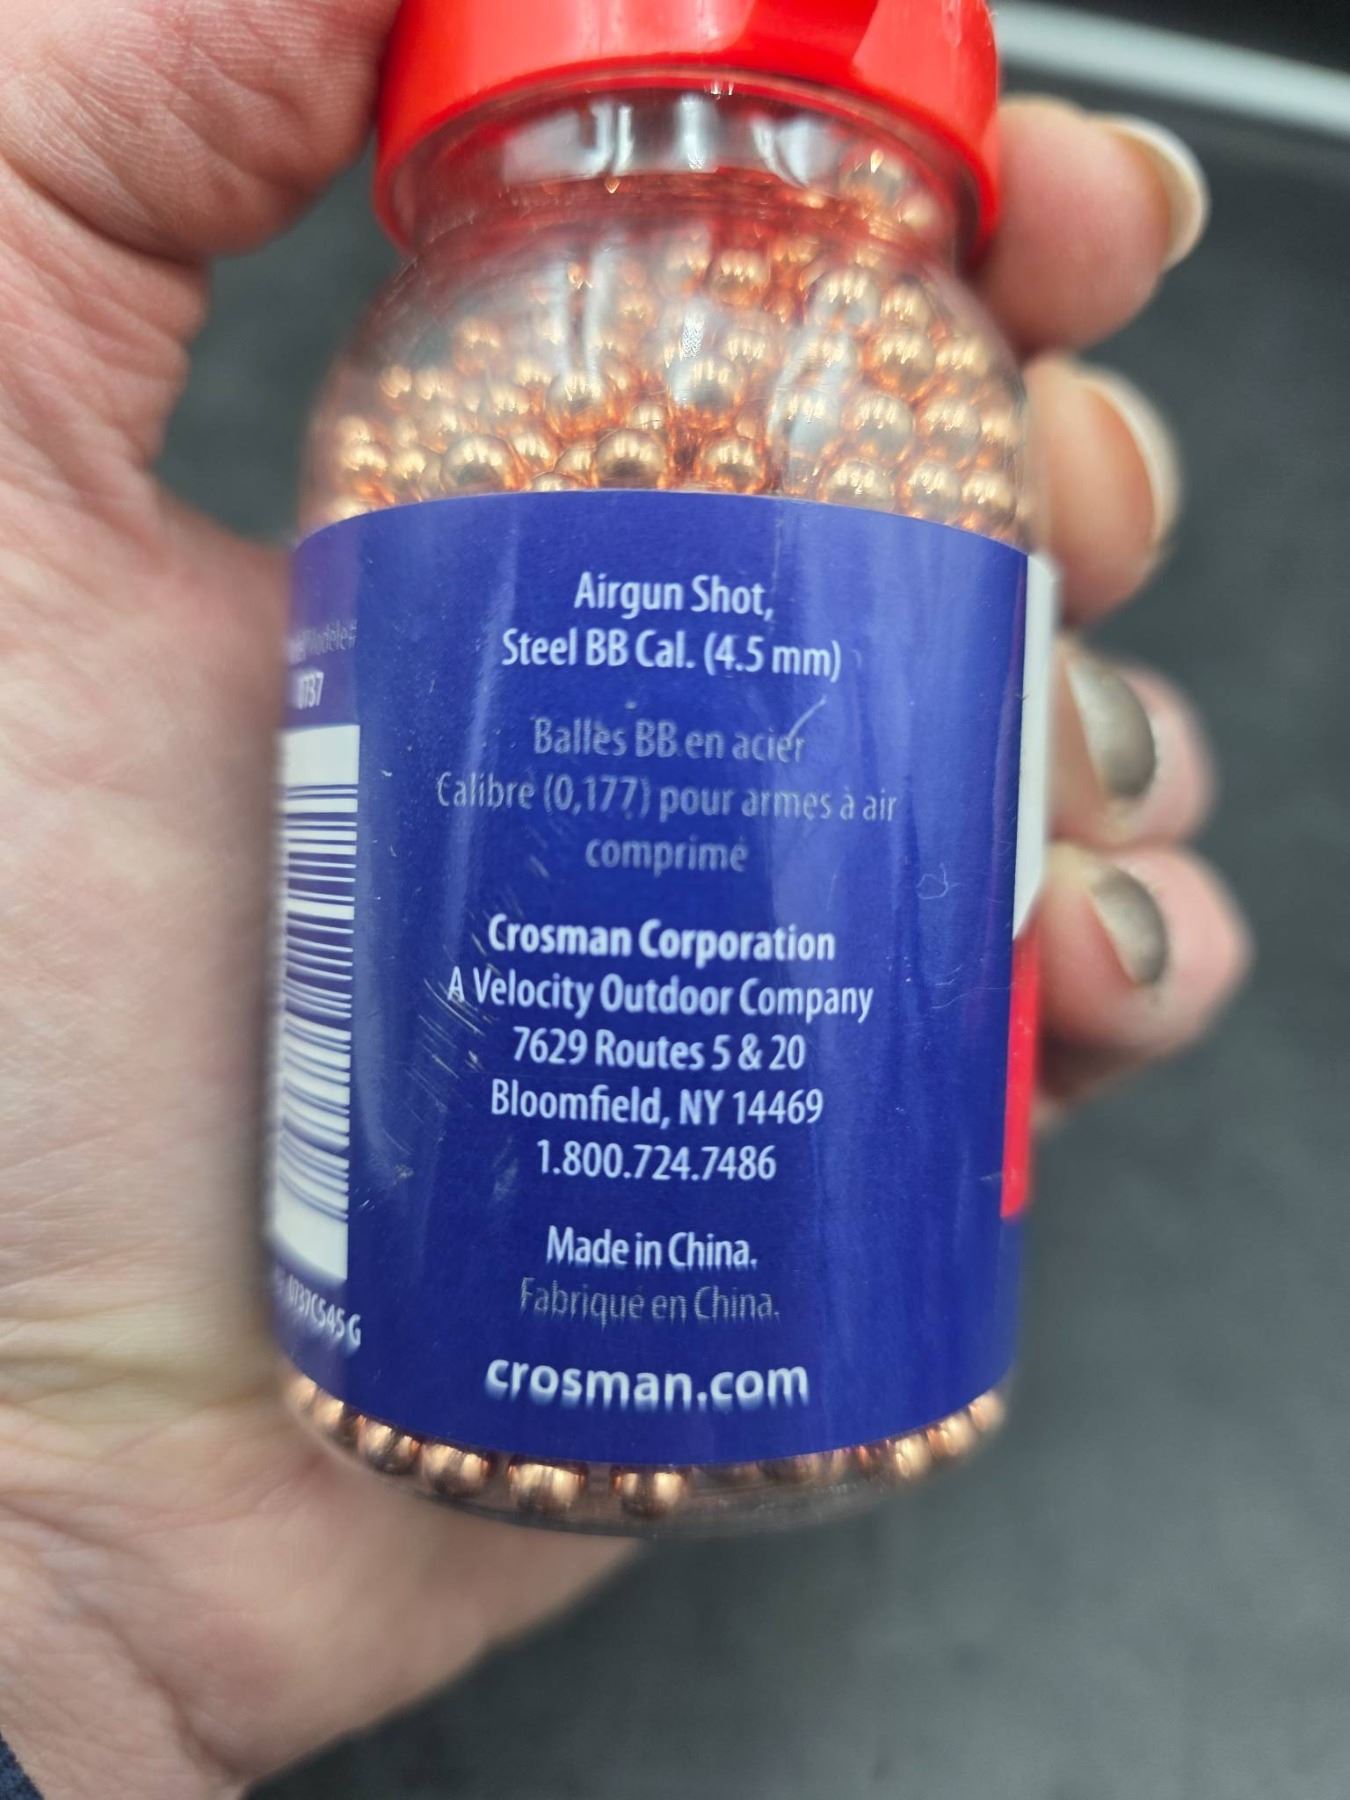 Airgun Shot,
Steel BB Cal. (4.5 mm)
Balles BB en acier
Calibre (0,177) pour armes à air
comprimé
Crosman Corporation
A Velocity Outdoor Company
7629 Routes 5 & 20
Bloomfield, NY 14469
1.800.724.7486
Made in China.
Fabriqué en China.
crosman.com
0737
0737C545G